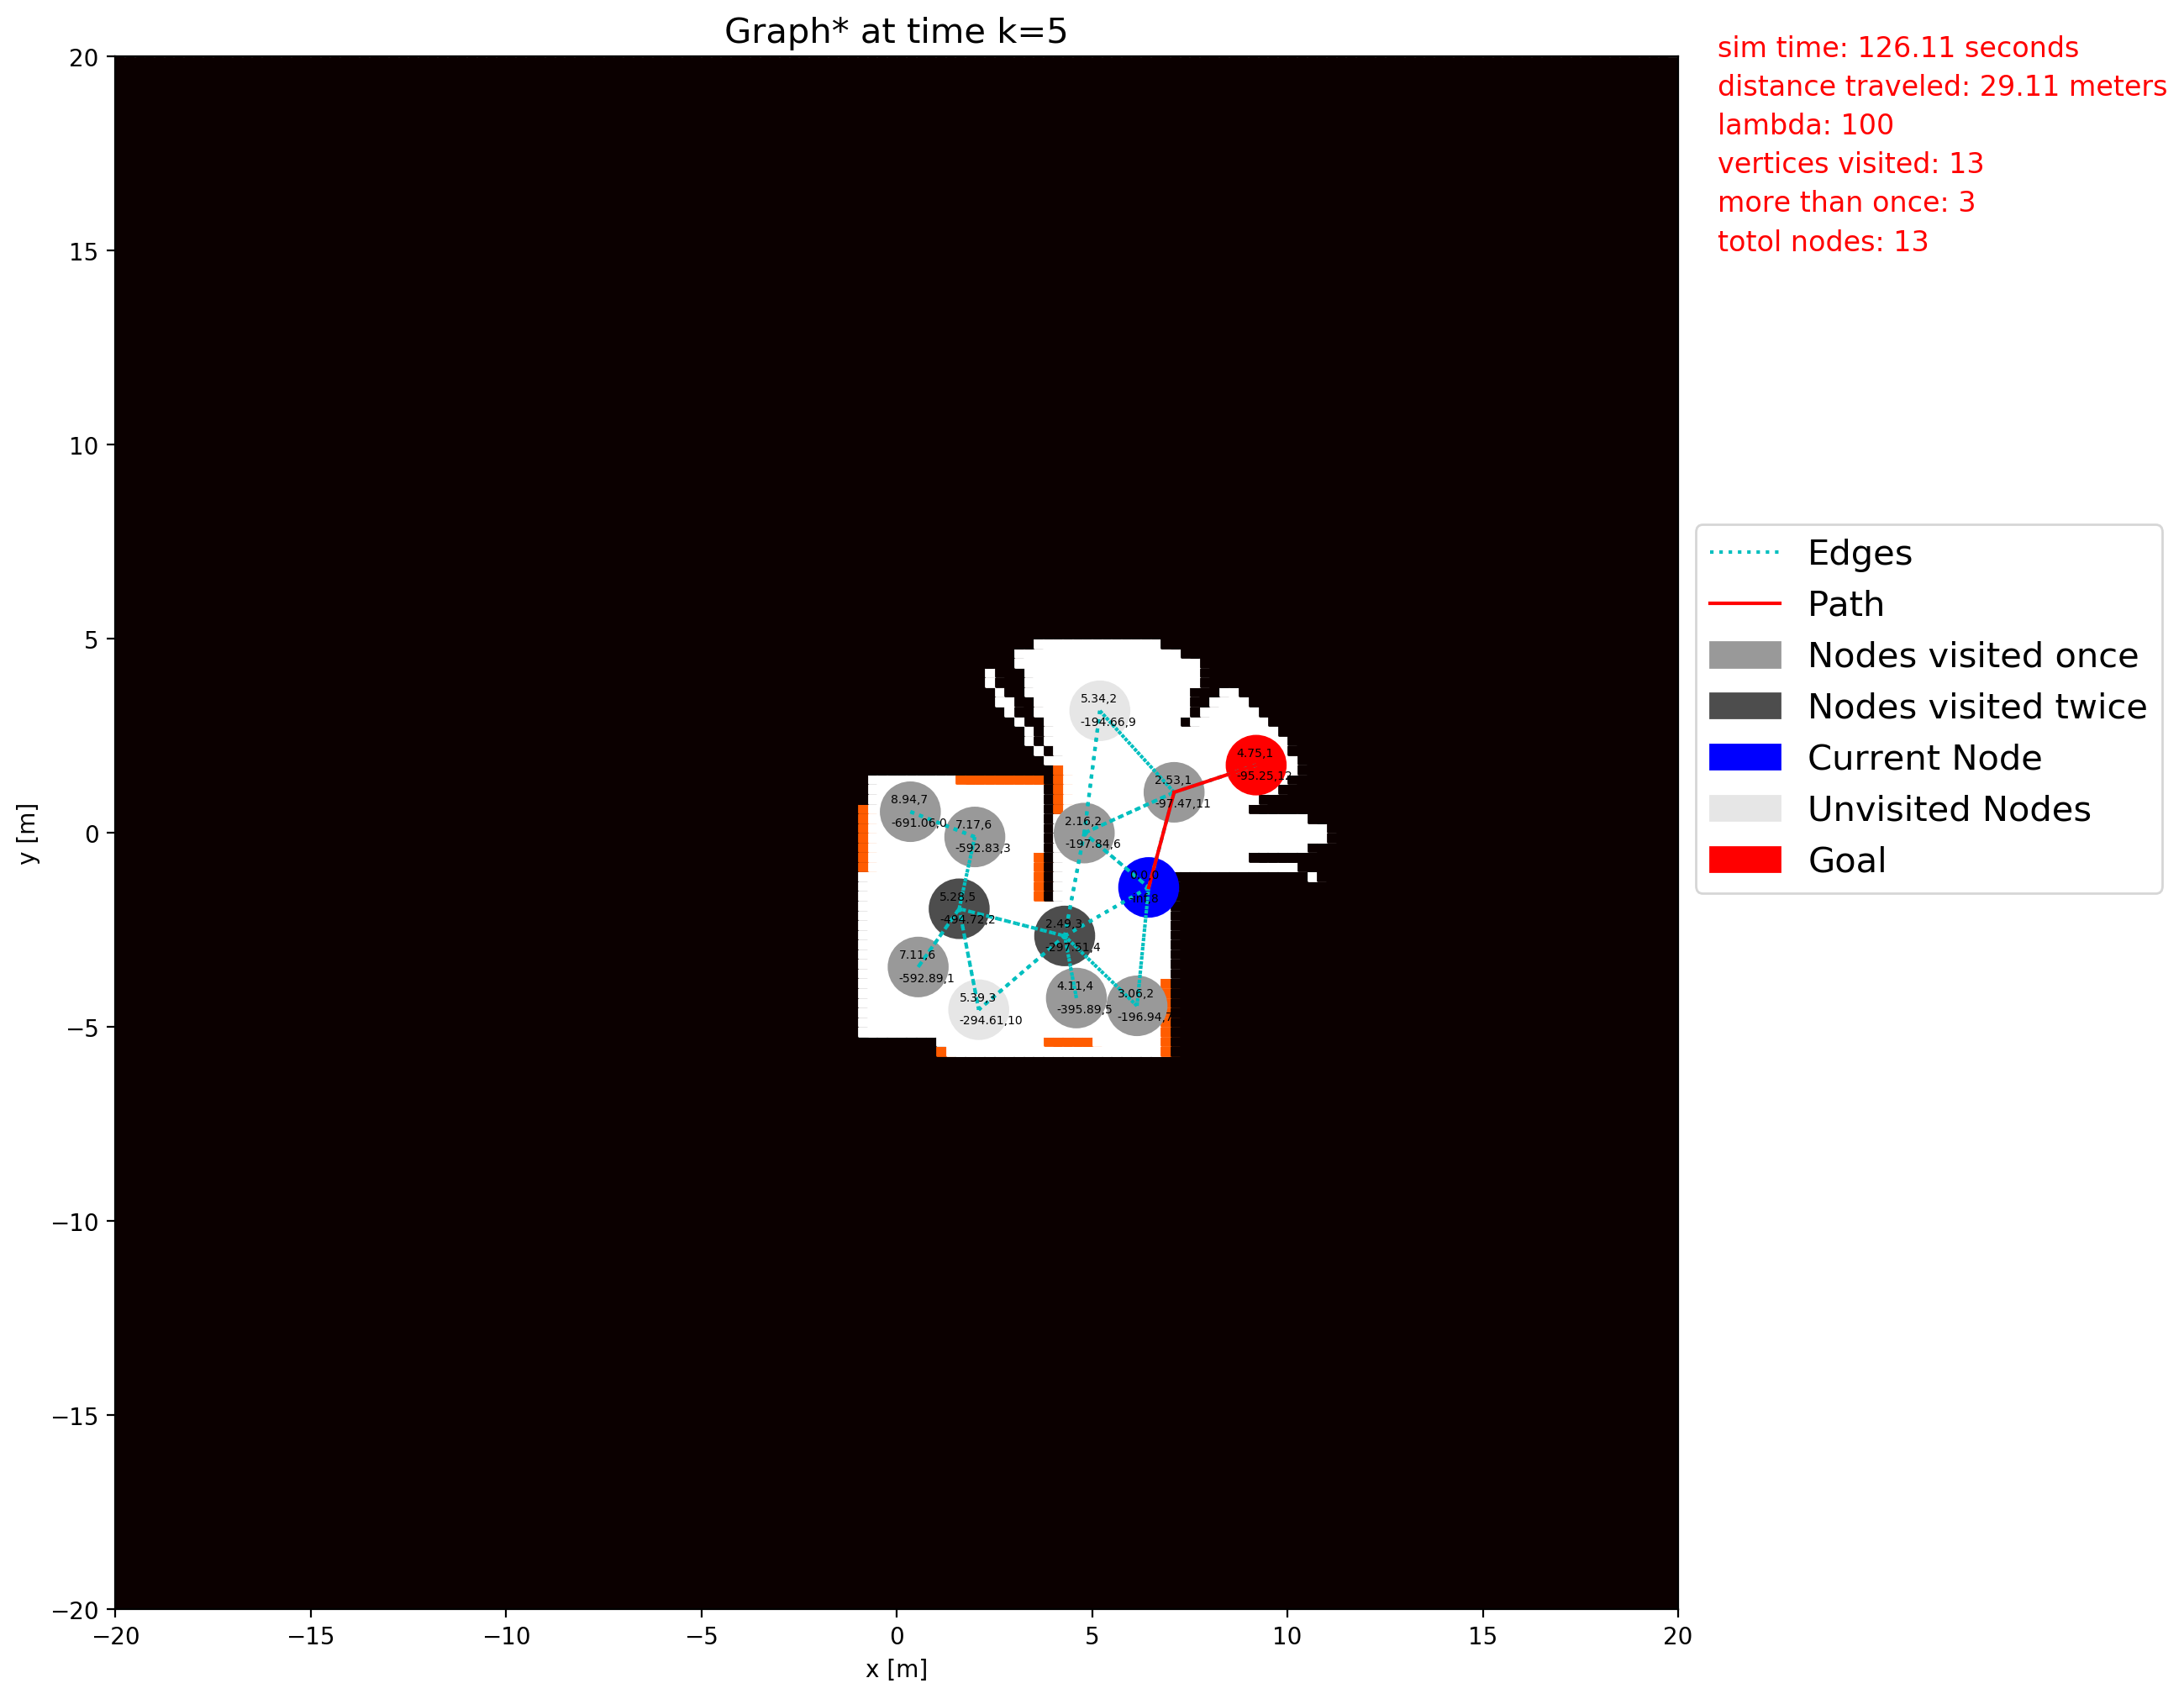 Graph* at time k=5
sim time: 126.11 seconds
distance traveled: 29.11 meters
lambda: 100
vertices visited: 13
more than once: 3
totol nodes: 13
20
15
10
5
0
−5
−10
−15
−20
y [m]
5.34,2
-194.66,9
4.75,1
-95.25,12
2.53,1
-97.47,11
8.94,7
-691.06,0
7.17,6
-592.83,3
2.16,2
-197.84,6
5.28,5
-494.72,2
2.49,3
-297.51,4
7.11,6
-592.89,1
5.39,3
-294.61,10
4.11,4
-395.89,5
3.06,2
-196.94,7
Edges
Path
Nodes visited once
Nodes visited twice
Current Node
Unvisited Nodes
Goal
−20
−15
−10
−5
0
5
10
15
20
x [m]